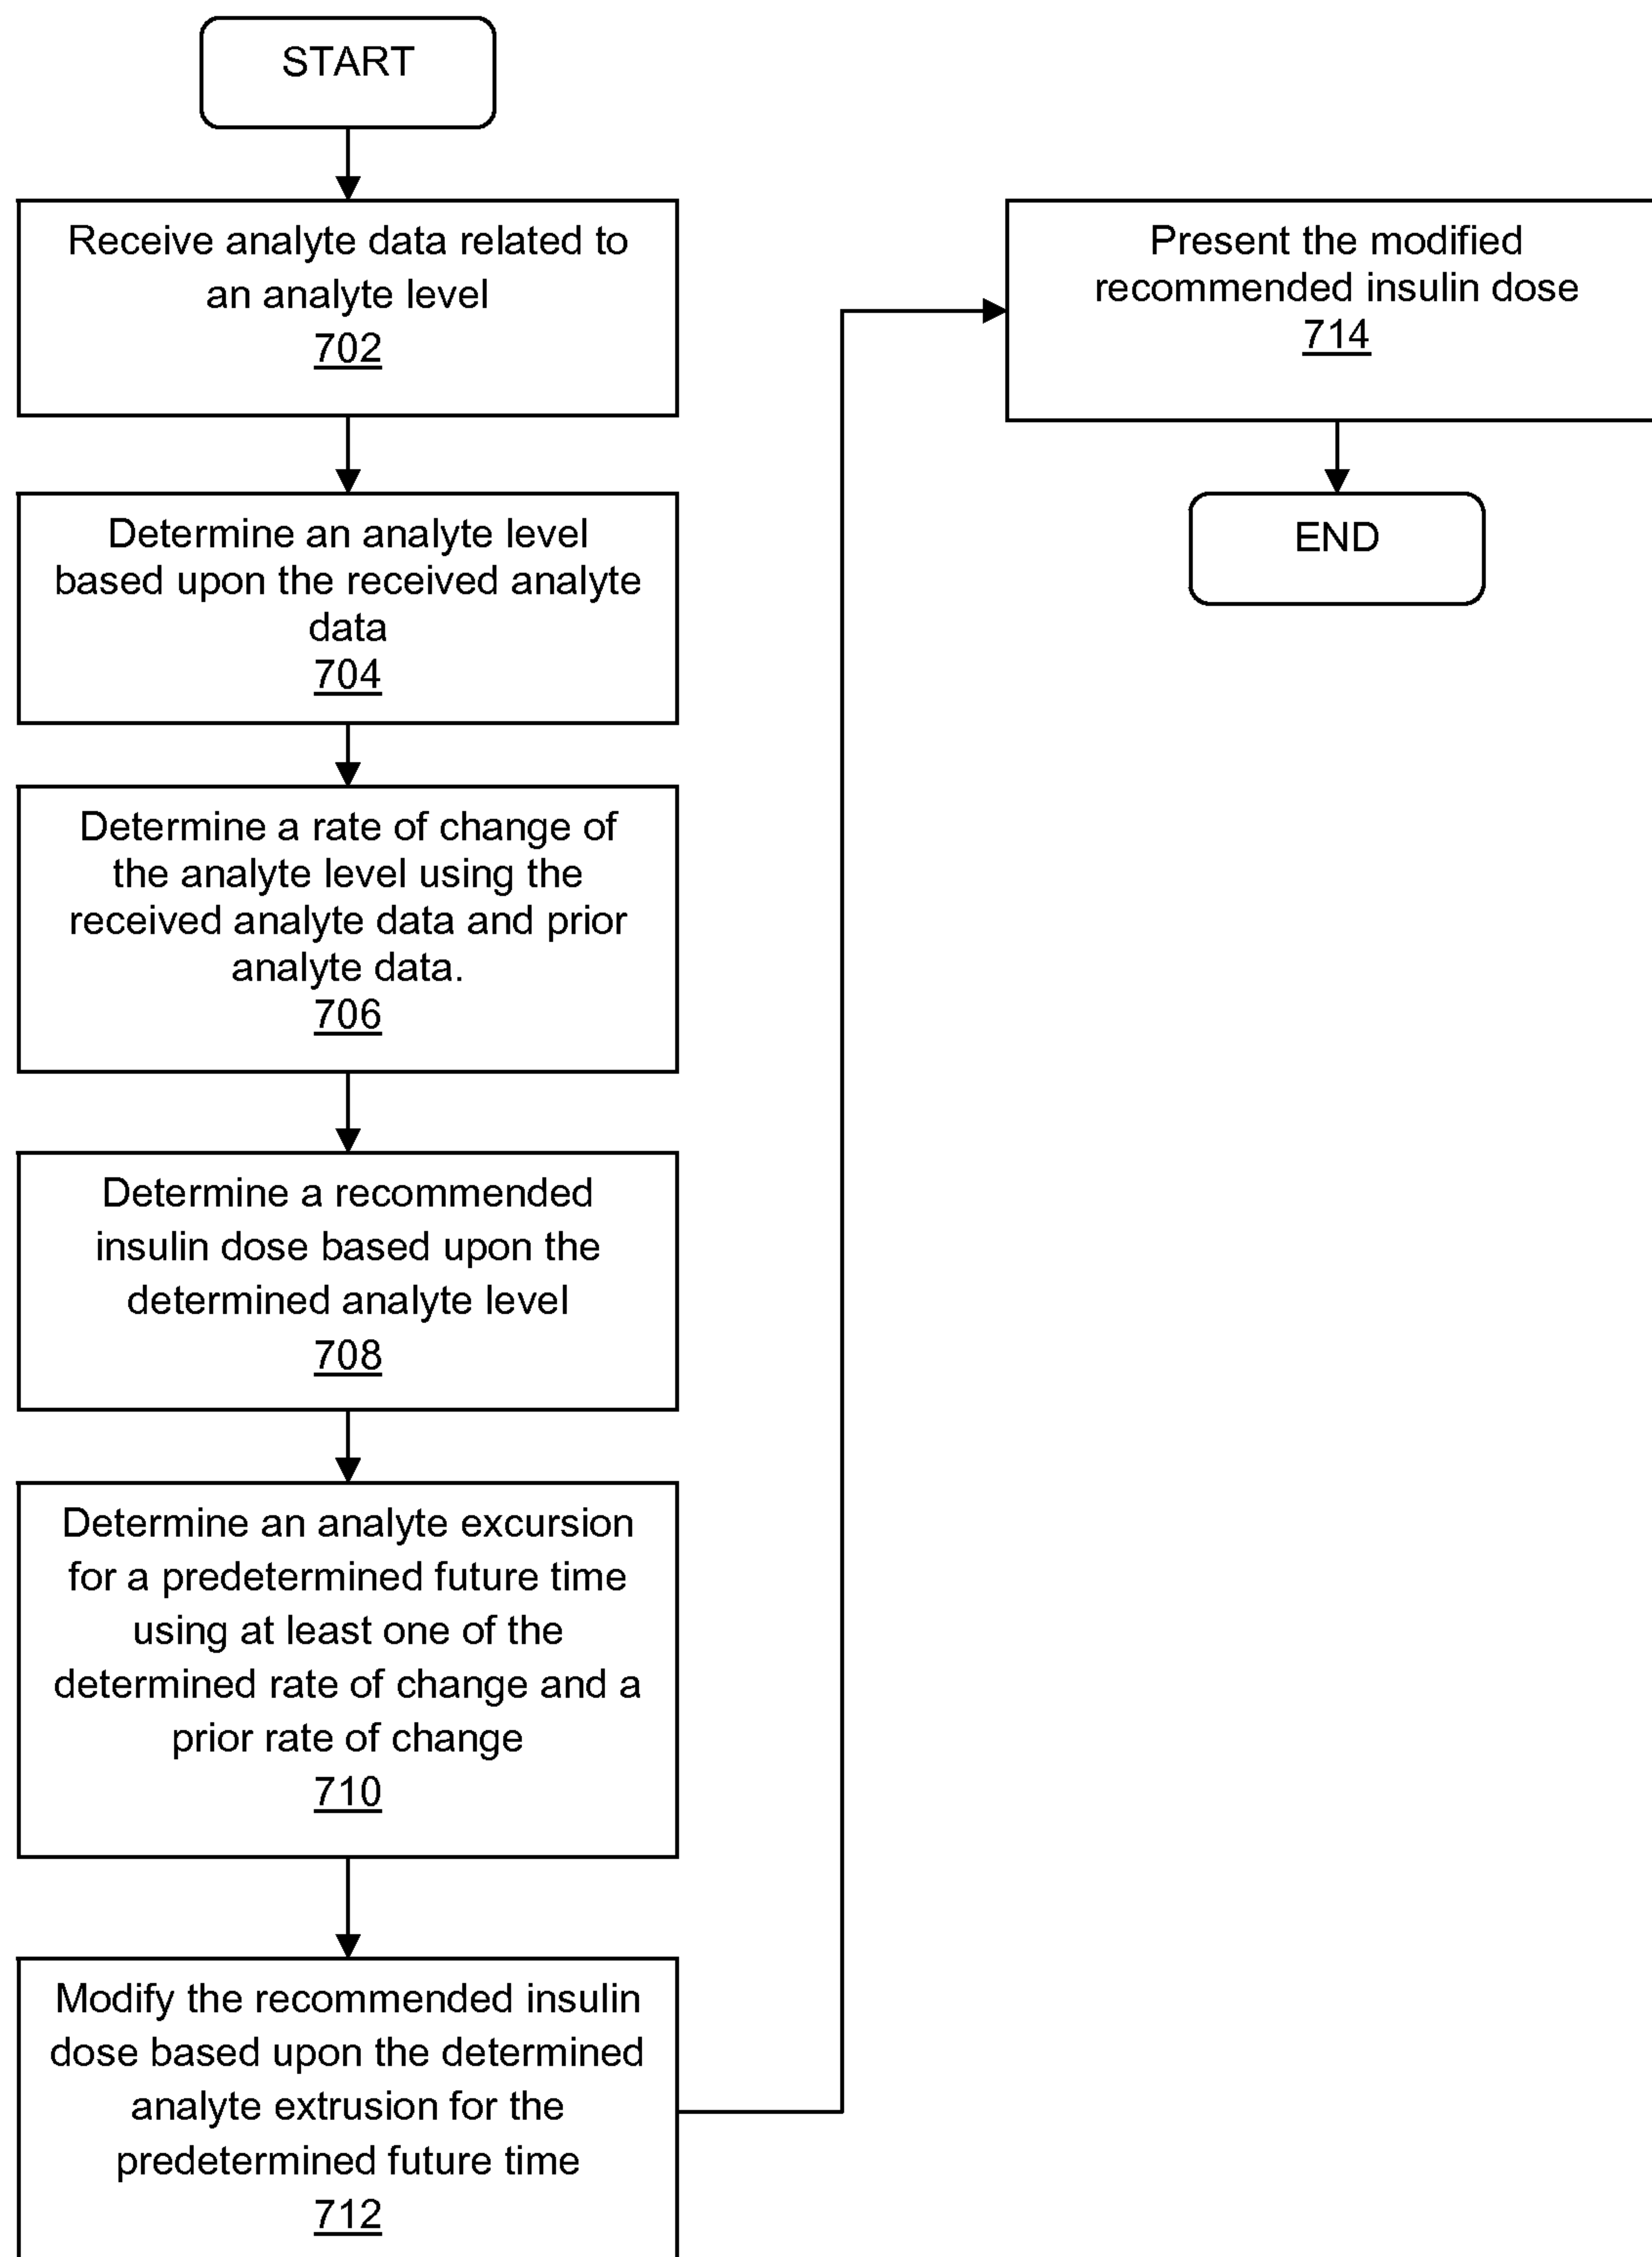 START
Receive analyte data related to
an analyte level
702
Determine an analyte level
based upon the received analyte
data
704
Determine a rate of change of
the analyte level using the
received analyte data and prior
analyte data.
706
Determine a recommended
insulin dose based upon the
determined analyte level
708
Determine an analyte excursion
for a predetermined future time
using at least one of the
determined rate of change and a
prior rate of change
710
Modify the recommended insulin
dose based upon the determined
analyte extrusion for the
predetermined future time
712
Present the modified
recommended insulin dose
714
END